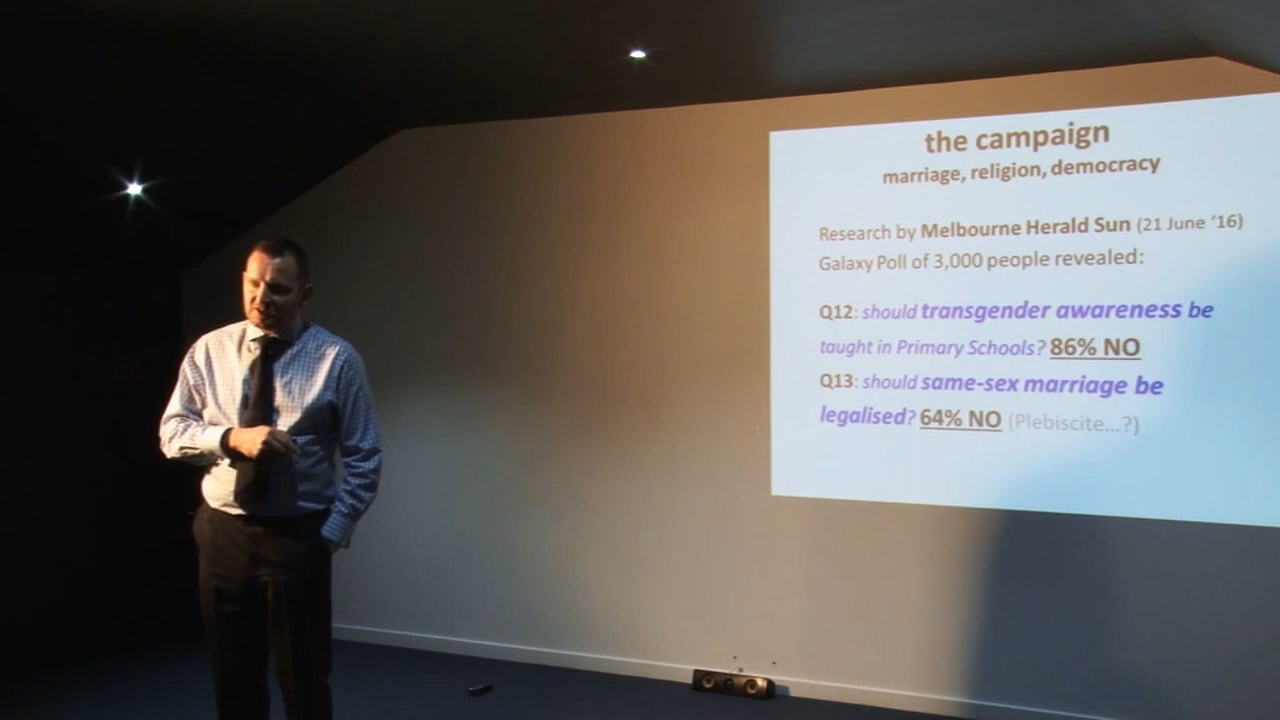 the campaign
marriage, religion, democracy
Research by Melbourne Herald Sun (21 June ‘16)
Galaxy Poll of 3,000 people revealed:
Q12: should transgender awareness be
taught in Primary Schools? 86% NO
Q13: should same-sex marriage be
legalised? 64% NO (Plebiscite...?)